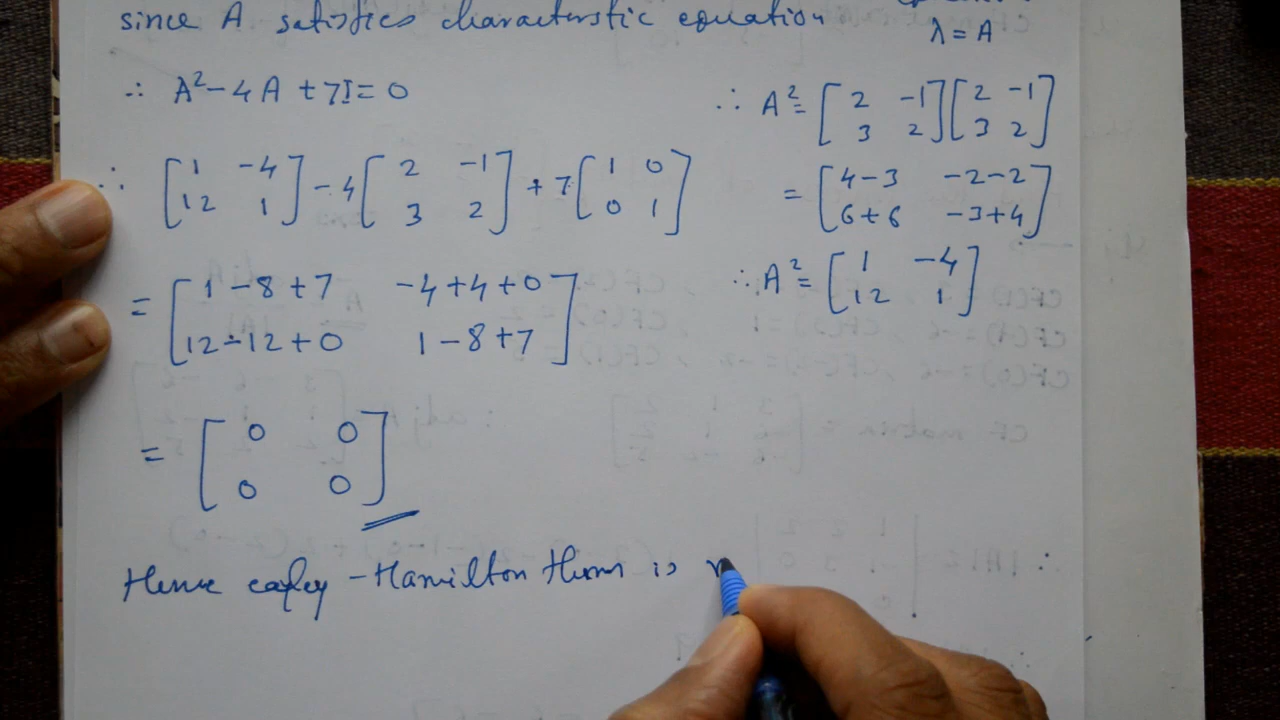 since A satisfies characterstic equation
λ = A
∴ A² - 4A + 7I = 0
∴ [1 -4; 12 1] - 4[2 -1; 3 2] + 7[1 0; 0 1]
= [1-8+7 -4+4+0; 12-12+0 1-8+7]
= [0 0; 0 0]
Hence cayley - Hamilton thorm is
∴ A² = [2 -1; 3 2][2 -1; 3 2]
= [4-3 -2-2; 6+6 -3+4]
∴ A² = [1 -4; 12 1]